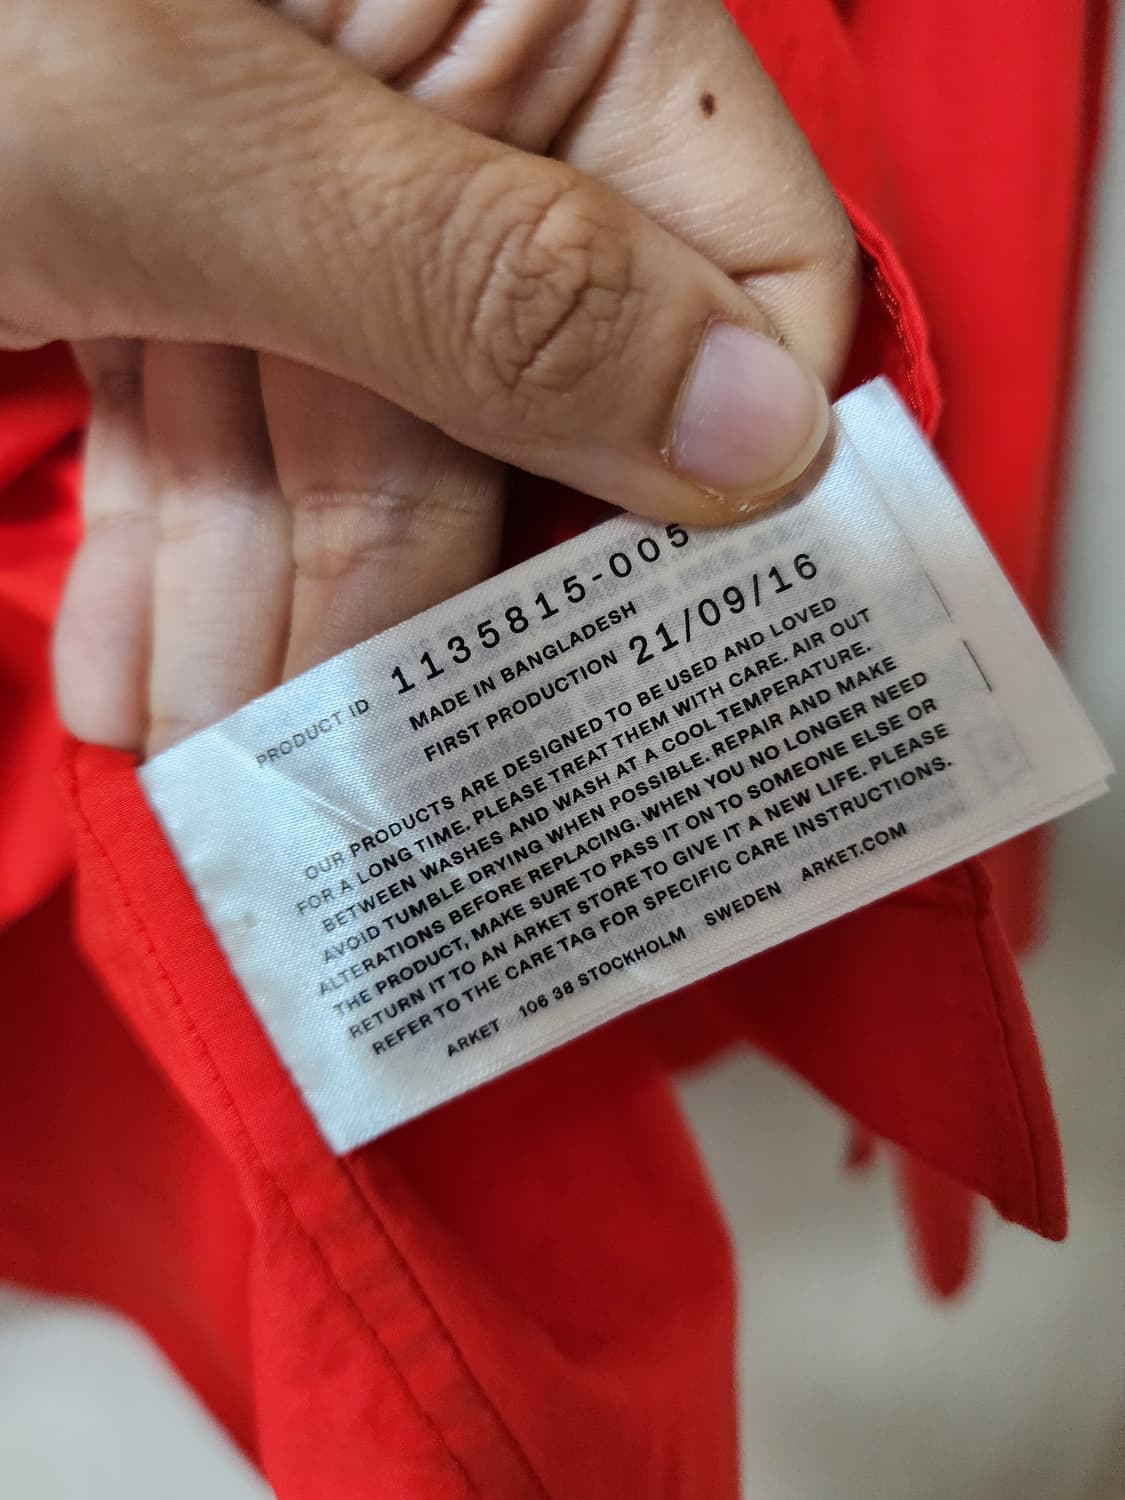 PRODUCT ID 1135815-005
MADE IN BANGLADESH
FIRST PRODUCTION 21/09/16
OUR PRODUCTS ARE DESIGNED TO BE USED AND LOVED
FOR A LONG TIME. PLEASE TREAT THEM WITH CARE. AIR OUT
BETWEEN WASHES AND WASH AT A COOL TEMPERATURE.
AVOID TUMBLE DRYING WHEN POSSIBLE. REPAIR AND MAKE
ALTERATIONS BEFORE REPLACING. WHEN YOU NO LONGER NEED
THE PRODUCT, MAKE SURE TO PASS IT ON TO SOMEONE ELSE OR
RETURN IT TO AN ARKET STORE TO GIVE IT A NEW LIFE. PLEASE
REFER TO THE CARE TAG FOR SPECIFIC CARE INSTRUCTIONS.
ARKET 106 38 STOCKHOLM SWEDEN ARKET.COM